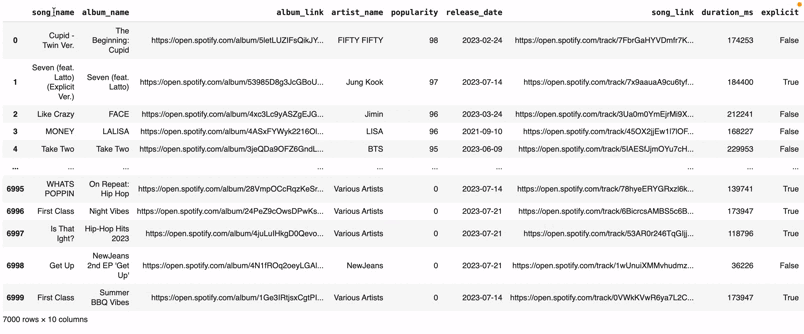 song_name album_name album_link artist_name popularity release_date song_link duration_ms explicit
0 Cupid - Twin Ver. The Beginning: Cupid https://open.spotify.com/album/5letLUZIFsQikJY... FIFTY FIFTY 98 2023-02-24 https://open.spotify.com/track/7FbrGaHYVDmfr7K... 174253 False
1 Seven (feat. Latto) (Explicit Ver.) Seven (feat. Latto) https://open.spotify.com/album/53985D8g3JcGBoU... Jung Kook 97 2023-07-14 https://open.spotify.com/track/7x9aauaA9cu6tyf... 184400 True
2 Like Crazy FACE https://open.spotify.com/album/4xc3Lc9yASZgEJG... Jimin 96 2023-03-24 https://open.spotify.com/track/3Ua0m0YmEjrMi9X... 212241 False
3 MONEY LALISA https://open.spotify.com/album/4ASxFYWyk2216Ol... LISA 96 2021-09-10 https://open.spotify.com/track/45OX2jjEw1l7lOF... 168227 False
4 Take Two Take Two https://open.spotify.com/album/3jeQDa9OFZ6GndL... BTS 95 2023-06-09 https://open.spotify.com/track/5IAESfJjmOYu7cH... 229953 False
... ... ... ... ... ... ... ... ... ...
6995 WHATS POPPIN On Repeat: Hip Hop https://open.spotify.com/album/28VmpOCcRqzKeSr... Various Artists 0 2023-07-14 https://open.spotify.com/track/78hyeERYGRxzl6k... 139741 True
6996 First Class Night Vibes https://open.spotify.com/album/24PeZ9cOwsDPwKs... Various Artists 0 2023-07-21 https://open.spotify.com/track/6BicrcsAMBS5c6B... 173947 True
6997 Is That Ight? Hip-Hop Hits 2023 https://open.spotify.com/album/4juLuIHkgD0Qevo... Various Artists 0 2023-07-21 https://open.spotify.com/track/53AR0r246TqGljj... 118796 True
6998 Get Up NewJeans 2nd EP 'Get Up' https://open.spotify.com/album/4N1fROq2oeyLGAI... NewJeans 0 2023-07-21 https://open.spotify.com/track/1wUnuiXMMvhudmz... 36226 False
6999 First Class Summer BBQ Vibes https://open.spotify.com/album/1Ge3IRtjsxCgtPI... Various Artists 0 2023-07-14 https://open.spotify.com/track/0VWkKVwR6ya7L2C... 173947 True
7000 rows × 10 columns